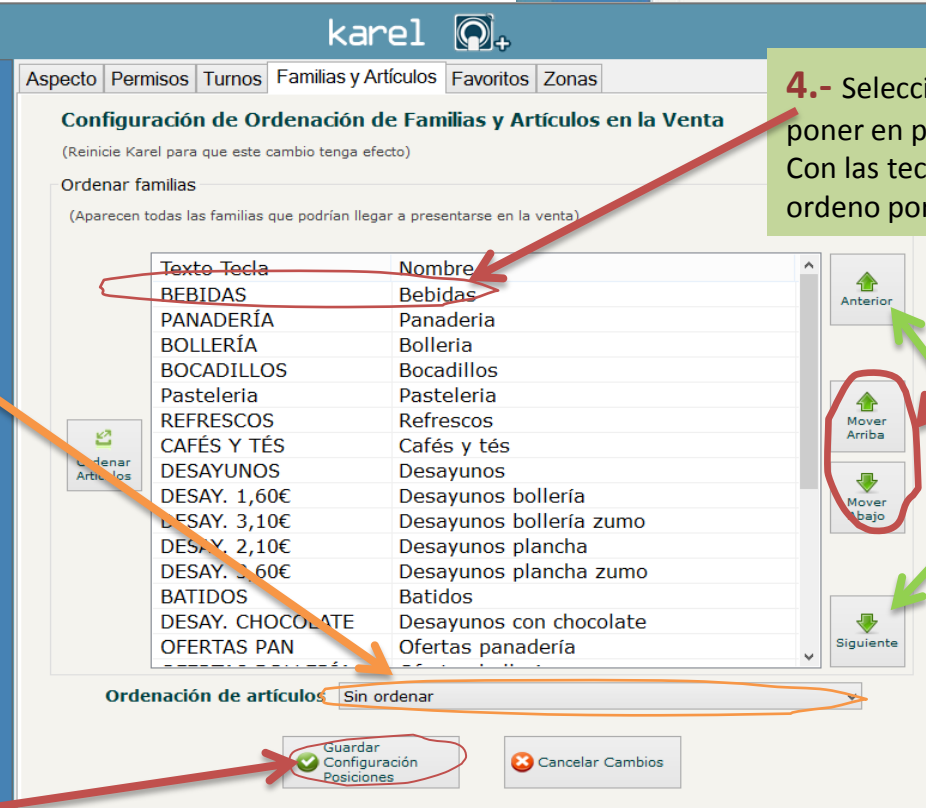 karel
Aspecto Permisos Turnos Familias y Artículos Favoritos Zonas
4.- Selecci
poner en p
Con las tec
ordeno por
Configuración de Ordenación de Familias y Artículos en la Venta
(Reinicie Karel para que este cambio tenga efecto)
Ordenar familias
(Aparecen todas las familias que podrían llegar a presentarse en la venta)
Texto Tecla Nombre
BEBIDAS Bebidas
PANADERÍA Panaderia
BOLLERÍA Bolleria
BOCADILLOS Bocadillos
Pasteleria Pasteleria
REFRESCOS Refrescos
CAFÉS Y TÉS Cafés y tés
DESAYUNOS Desayunos
DESAY. 1,60€ Desayunos bollería
DESAY. 3,10€ Desayunos bollería zumo
DESAY. 2,10€ Desayunos plancha
DESAY. 3,60€ Desayunos plancha zumo
BATIDOS Batidos
DESAY. CHOCOLATE Desayunos con chocolate
OFERTAS PAN Ofertas panadería
Ordenar
Artículos
Anterior
Mover
Arriba
Mover
Abajo
Siguiente
Ordenación de artículos Sin ordenar
Guardar
Configuración
Posiciones
Cancelar Cambios